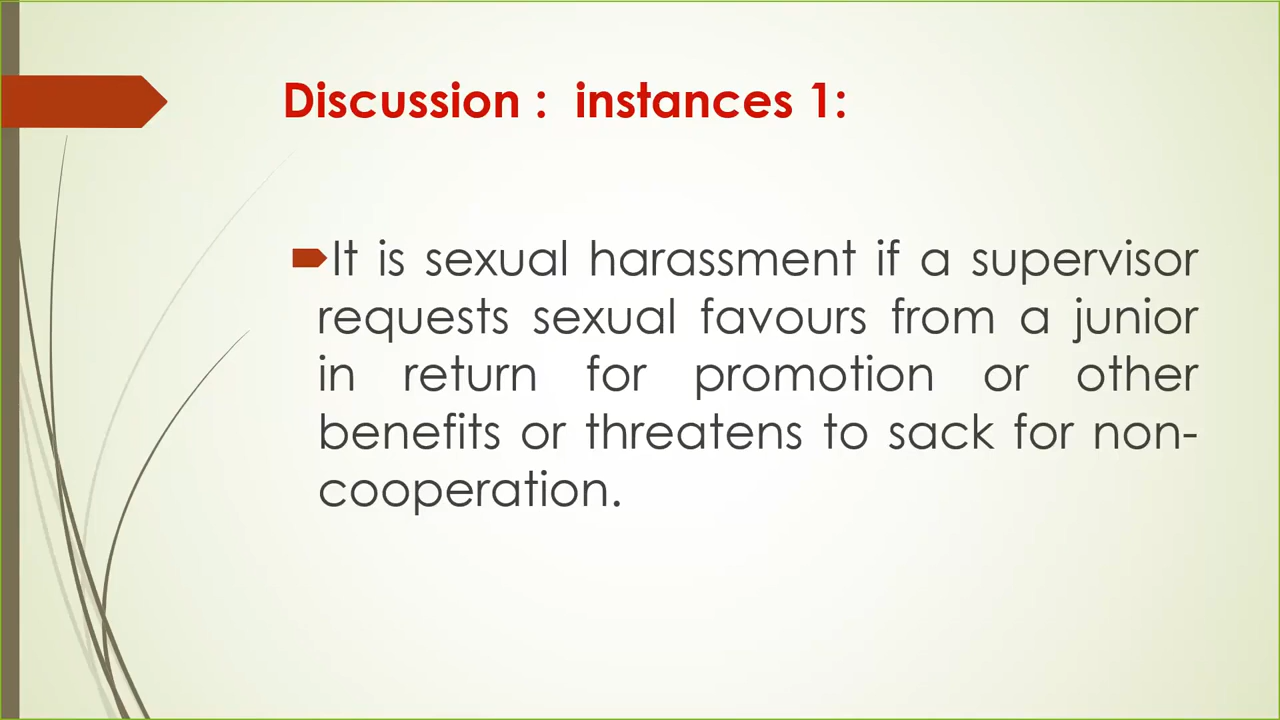 Discussion :  instances 1:
It is sexual harassment if a supervisor
requests sexual favours from a junior
in return for promotion or other
benefits or threatens to sack for non-
cooperation.